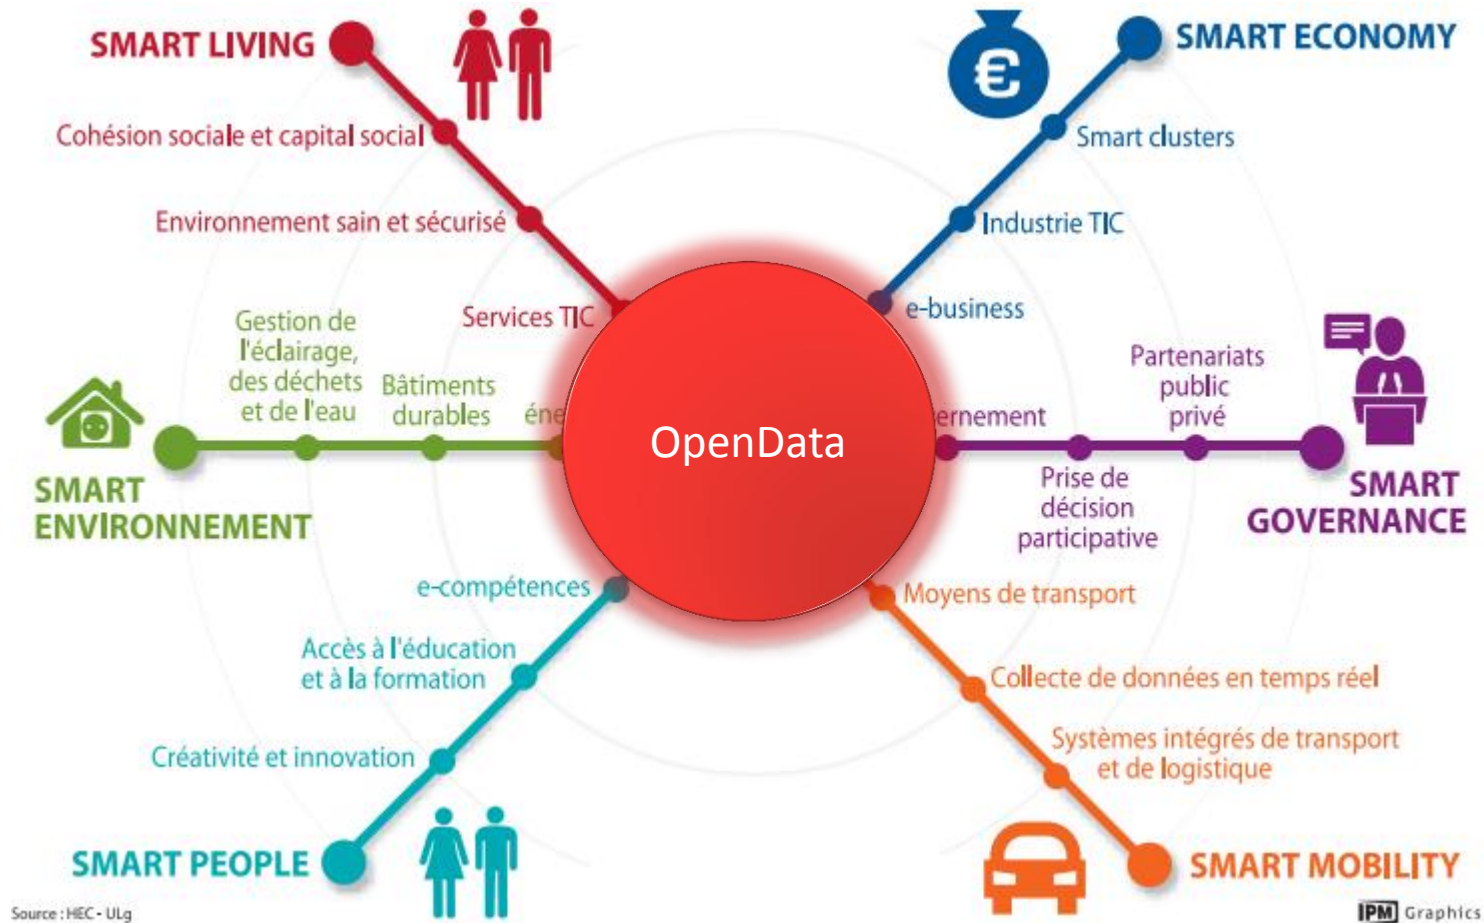 SMART LIVING
Cohésion sociale et capital social
Environnement sain et sécurisé
Services TIC
SMART ECONOMY
Smart clusters
Industrie TIC
e-business
Gestion de
l'éclairage,
des déchets
et de l'eau
Bâtiments
durables
SMART
ENVIRONNEMENT
OpenData
Partenariats
public
privé
Prise de
décision
participative
SMART
GOVERNANCE
e-compétences
Accès à l'éducation
et à la formation
Créativité et innovation
SMART PEOPLE
Moyens de transport
Collecte de données en temps réel
Systèmes intégrés de transport
et de logistique
SMART MOBILITY
Source : HEC - ULg
IPM Graphics